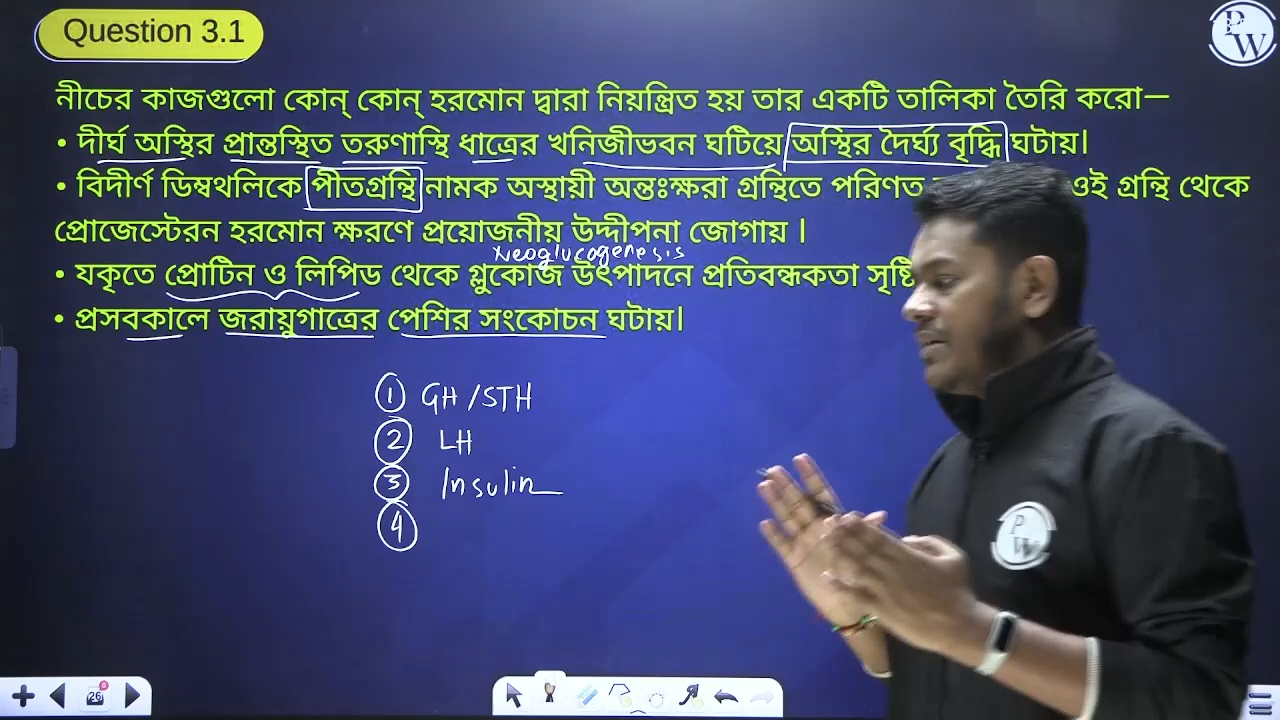 Question 3.1
PW
নীচের কাজগুলো কোন্ কোন্ হরমোন দ্বারা নিয়ন্ত্রিত হয় তার একটি তালিকা তৈরি করো—
• দীর্ঘ অস্থির প্রান্তস্থিত তরুণাস্থি ধাত্রের খনিজীভবন ঘটিয়ে অস্থির দৈর্ঘ্য বৃদ্ধি ঘটায়।
• বিদীর্ণ ডিম্বথলিকে পীতগ্রন্থি নামক অস্থায়ী অন্তঃক্ষরা গ্রন্থিতে পরিণত ওই গ্রন্থি থেকে
প্রোজেস্টেরন হরমোন ক্ষরণে প্রয়োজনীয় উদ্দীপনা জোগায়।
Neoglucogenesis
• যকৃতে প্রোটিন ও লিপিড থেকে গ্লুকোজ উৎপাদনে প্রতিবন্ধকতা
• প্রসবকালে জরায়ুগাত্রের পেশির সংকোচন ঘটায়।
① GH/STH
② LH
③ Insulin
④
PW
26